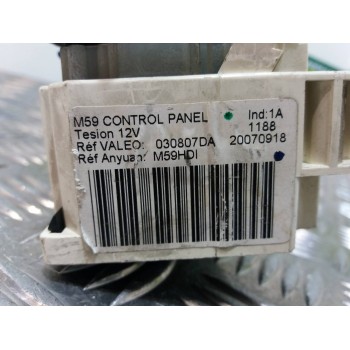 M59 CONTROL PANEL Ind:1A
Tesion 12V 1188
Réf VALEO: 030807DA 20070918
Réf Anyuan: M59HDI